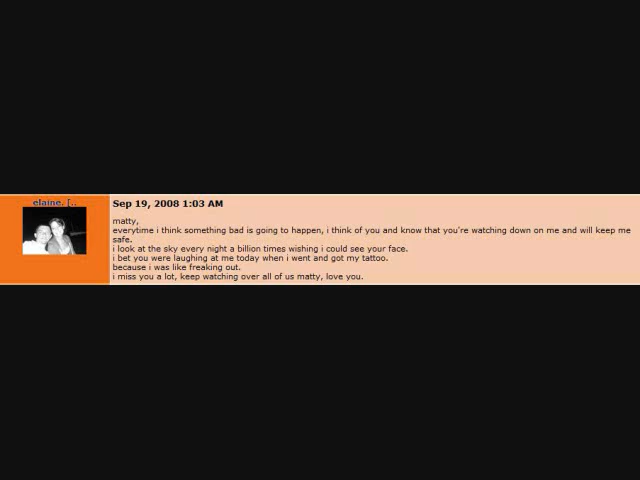 elaine. [..
Sep 19, 2008 1:03 AM
matty,
everytime i think something bad is going to happen, i think of you and know that you're watching down on me and will keep me
safe.
i look at the sky every night a billion times wishing i could see your face.
i bet you were laughing at me today when i went and got my tattoo.
because i was like freaking out.
i miss you a lot, keep watching over all of us matty, love you.